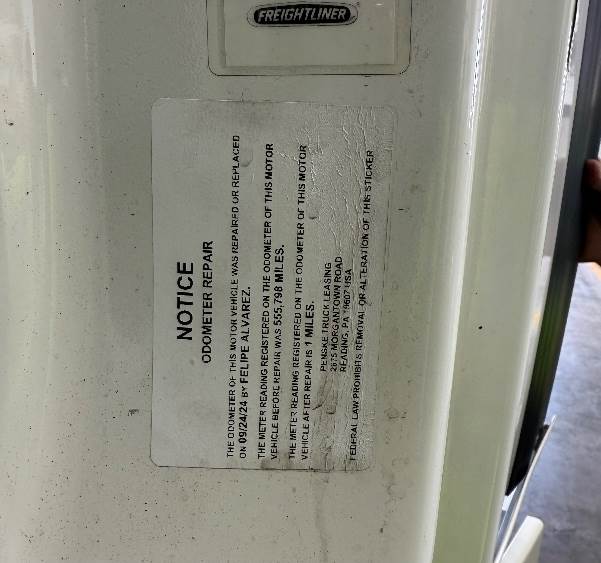 FREIGHTLINER
NOTICE
ODOMETER REPAIR
THE ODOMETER OF THIS MOTOR VEHICLE WAS REPAIRED OR REPLACED
ON 09/24/24 BY FELIPE ALVAREZ.
THE METER READING REGISTERED ON THE ODOMETER OF THIS MOTOR
VEHICLE BEFORE REPAIR WAS 555,798 MILES.
THE METER READING REGISTERED ON THE ODOMETER OF THIS MOTOR
VEHICLE AFTER REPAIR IS 1 MILES.
PENSKE TRUCK LEASING
2675 MORGANTOWN ROAD
READING, PA 19607 USA
FEDERAL LAW PROHIBITS REMOVAL OR ALTERATION OF THIS STICKER